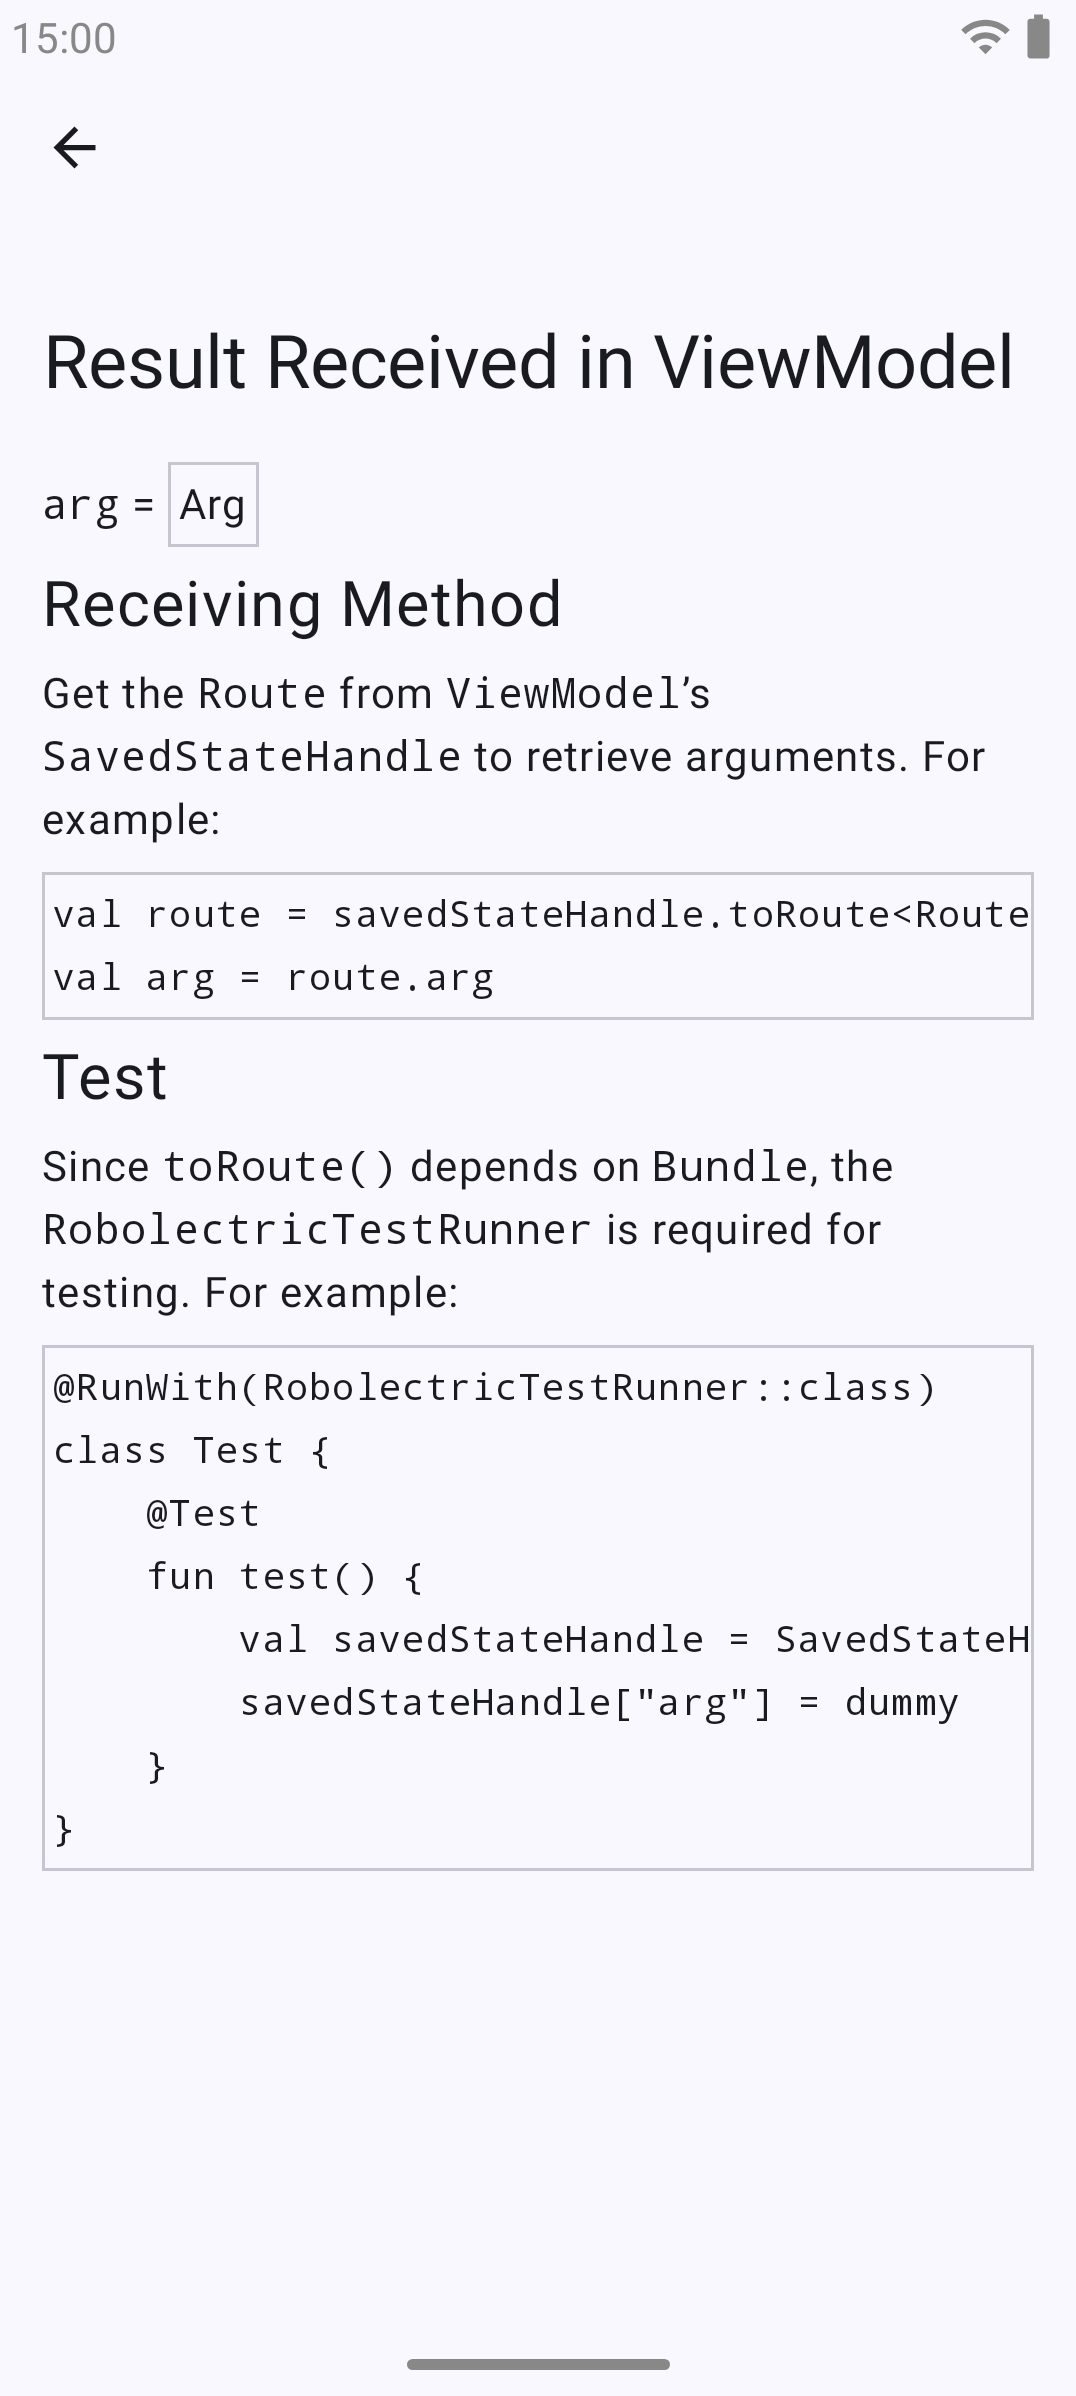 15:00
Result Received in ViewModel
arg = Arg
Receiving Method
Get the Route from ViewModel’s
SavedStateHandle to retrieve arguments. For
example:
val route = savedStateHandle.toRoute<Route
val arg = route.arg
Test
Since toRoute() depends on Bundle, the
RobolectricTestRunner is required for
testing. For example:
@RunWith(RobolectricTestRunner::class)
class Test {
    @Test
    fun test() {
        val savedStateHandle = SavedStateH
        savedStateHandle["arg"] = dummy
    }
}